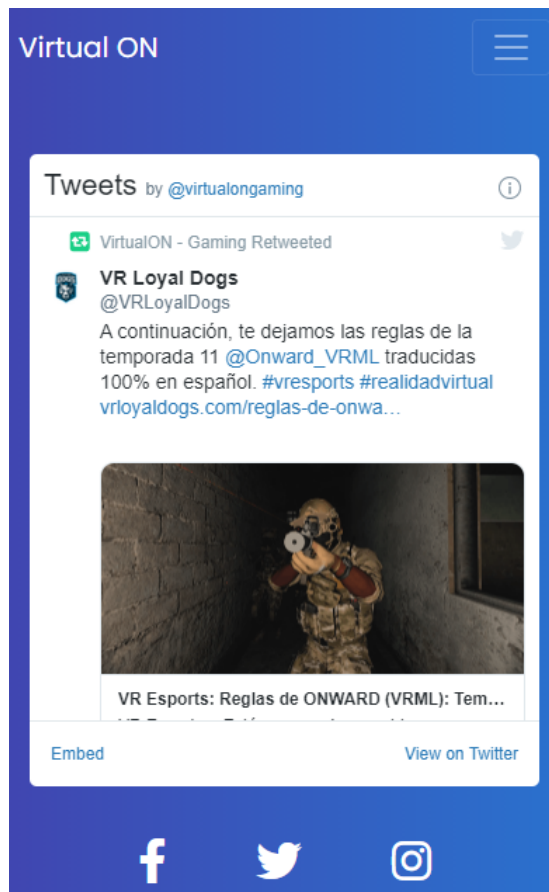 Virtual ON
Tweets by @virtualongaming
VirtualON - Gaming Retweeted
VR Loyal Dogs
@VRLoyalDogs
A continuación, te dejamos las reglas de la
temporada 11 @Onward_VRML traducidas
100% en español. #vresports #realidadvirtual
vrloyaldogs.com/reglas-de-onwa…
VR Esports: Reglas de ONWARD (VRML): Tem...
Embed
View on Twitter